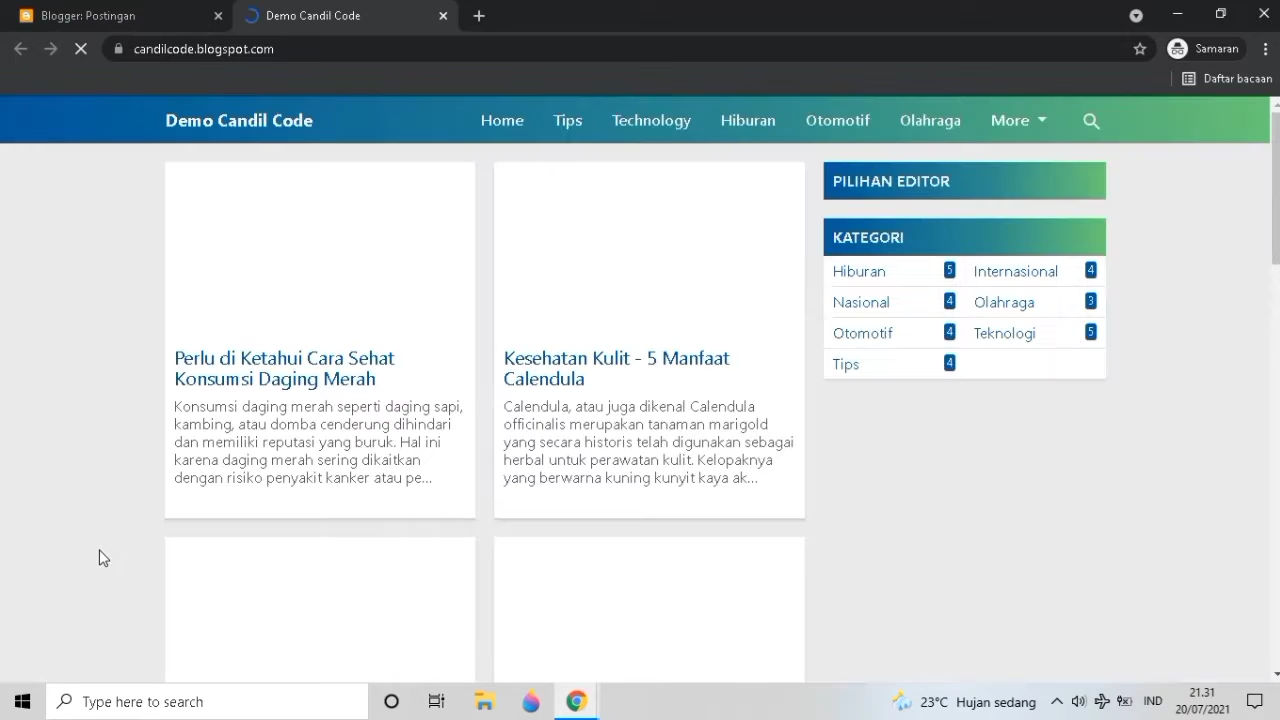 Blogger: Postingan
Demo Candil Code
candilcode.blogspot.com
Samaran
Daftar bacaan
Demo Candil Code
Home Tips Technology Hiburan Otomotif Olahraga More
PILIHAN EDITOR
KATEGORI
Hiburan 5 Internasional 4
Nasional 4 Olahraga 3
Otomotif 4 Teknologi 5
Tips 4
Perlu di Ketahui Cara Sehat
Konsumsi Daging Merah
Konsumsi daging merah seperti daging sapi,
kambing, atau domba cenderung dihindari
dan memiliki reputasi yang buruk. Hal ini
karena daging merah sering dikaitkan
dengan risiko penyakit kanker atau pe...
Kesehatan Kulit - 5 Manfaat
Calendula
Calendula, atau juga dikenal Calendula
officinalis merupakan tanaman marigold
yang secara historis telah digunakan sebagai
herbal untuk perawatan kulit. Kelopaknya
yang berwarna kuning kunyit kaya ak...
Type here to search
23°C Hujan sedang
IND
21.31
20/07/2021